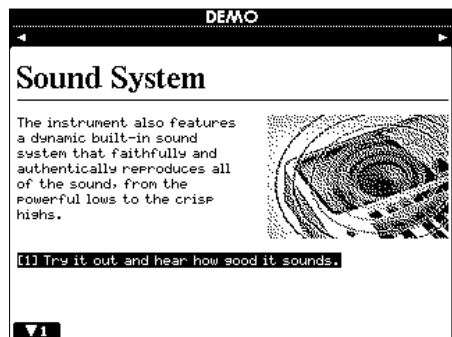 DEMO
Sound System
The instrument also features
a dynamic built-in sound
system that faithfully and
authentically reproduces all
of the sound, from the
powerful lows to the crisp
highs.
[1] Try it out and hear how good it sounds.
▼1